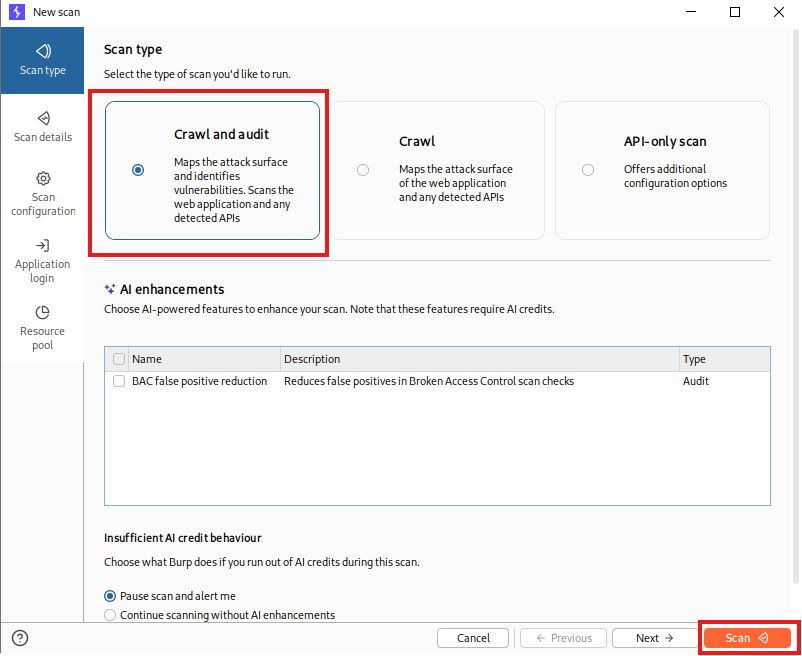 New scan
Scan type
Scan details
Scan
configuration
Application
login
Resource
pool
Scan type
Select the type of scan you'd like to run.
Crawl and audit
Maps the attack surface
and identifies
vulnerabilities. Scans the
web application and any
detected APIs
Crawl
Maps the attack surface
of the web application
and any detected APIs
API-only scan
Offers additional
configuration options
AI enhancements
Choose AI-powered features to enhance your scan. Note that these features require AI credits.
Name Description Type
BAC false positive reduction Reduces false positives in Broken Access Control scan checks Audit
Insufficient AI credit behaviour
Choose what Burp does if you run out of AI credits during this scan.
Pause scan and alert me
Continue scanning without AI enhancements
? Cancel ← Previous Next → Scan